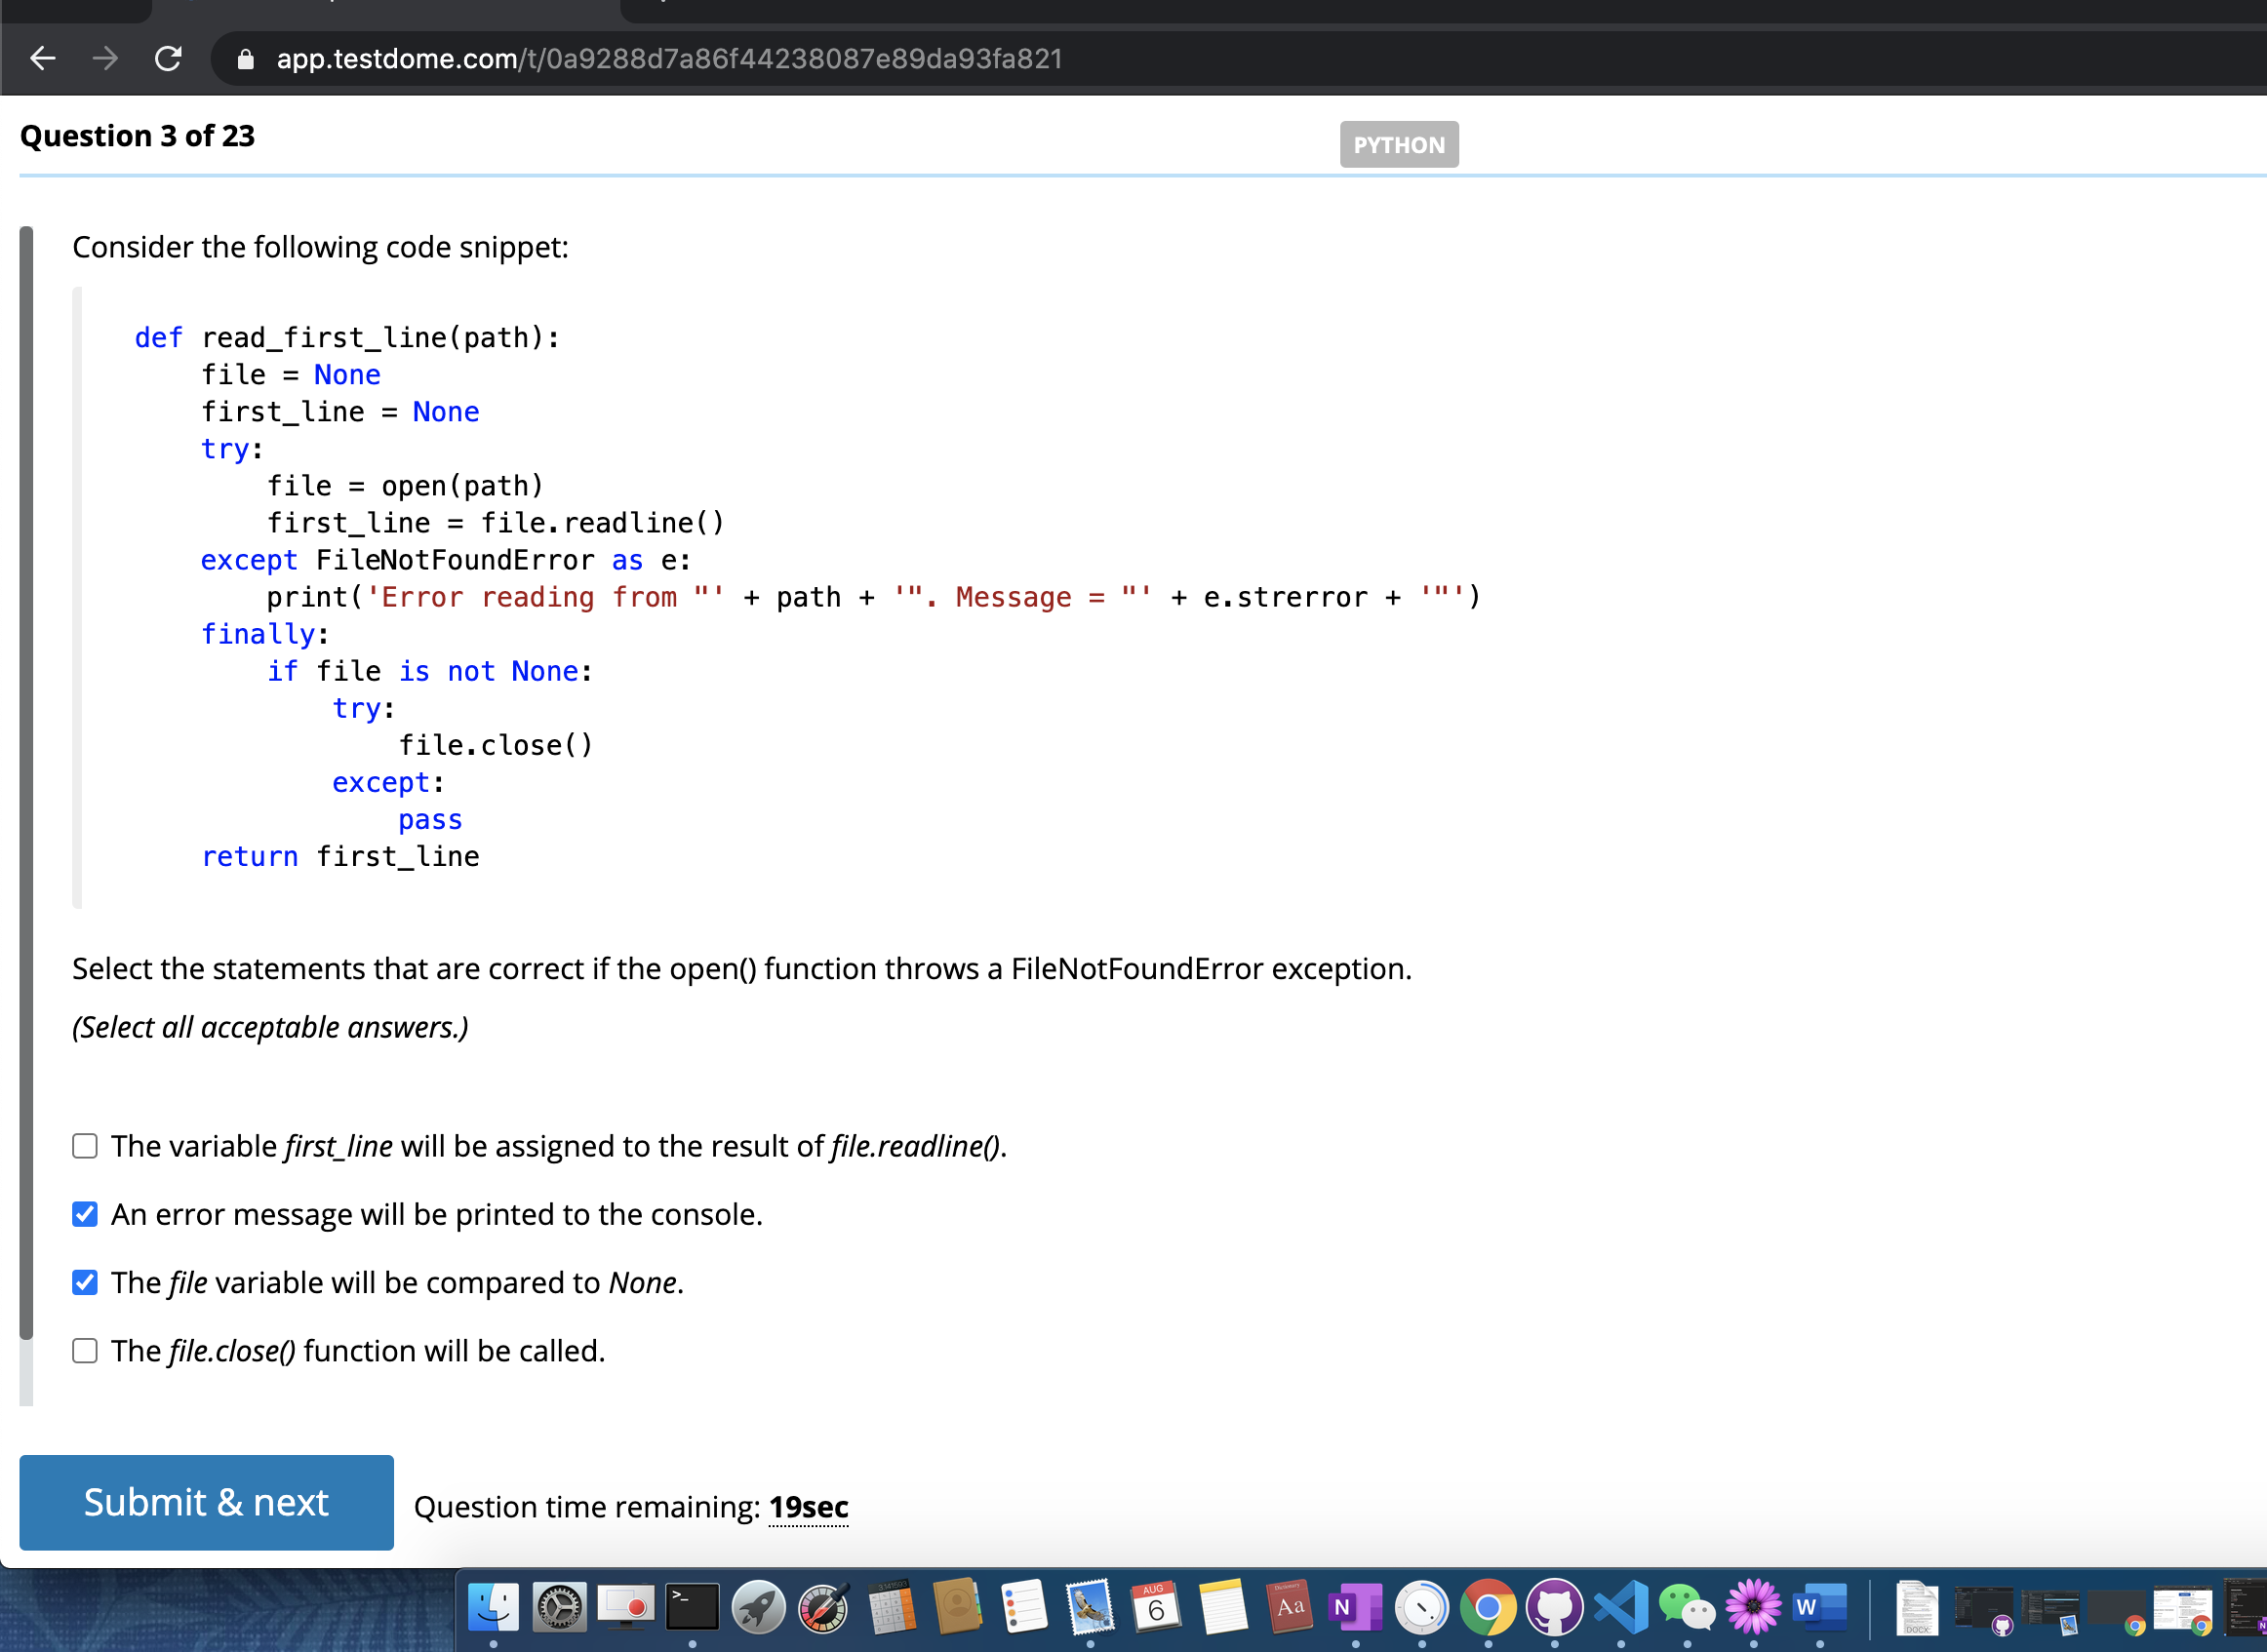 app.testdome.com/t/0a9288d7a86f44238087e89da93fa821
Question 3 of 23
PYTHON
Consider the following code snippet:
def read_first_line(path):
    file = None
    first_line = None
    try:
        file = open(path)
        first_line = file.readline()
    except FileNotFoundError as e:
        print('Error reading from "' + path + '". Message = "' + e.strerror + '"')
    finally:
        if file is not None:
            try:
                file.close()
            except:
                pass
    return first_line
Select the statements that are correct if the open() function throws a FileNotFoundError exception.
(Select all acceptable answers.)
The variable first_line will be assigned to the result of file.readline().
An error message will be printed to the console.
The file variable will be compared to None.
The file.close() function will be called.
Submit & next
Question time remaining: 19sec
>_
AUG
6
Aa
N
W
DOCX